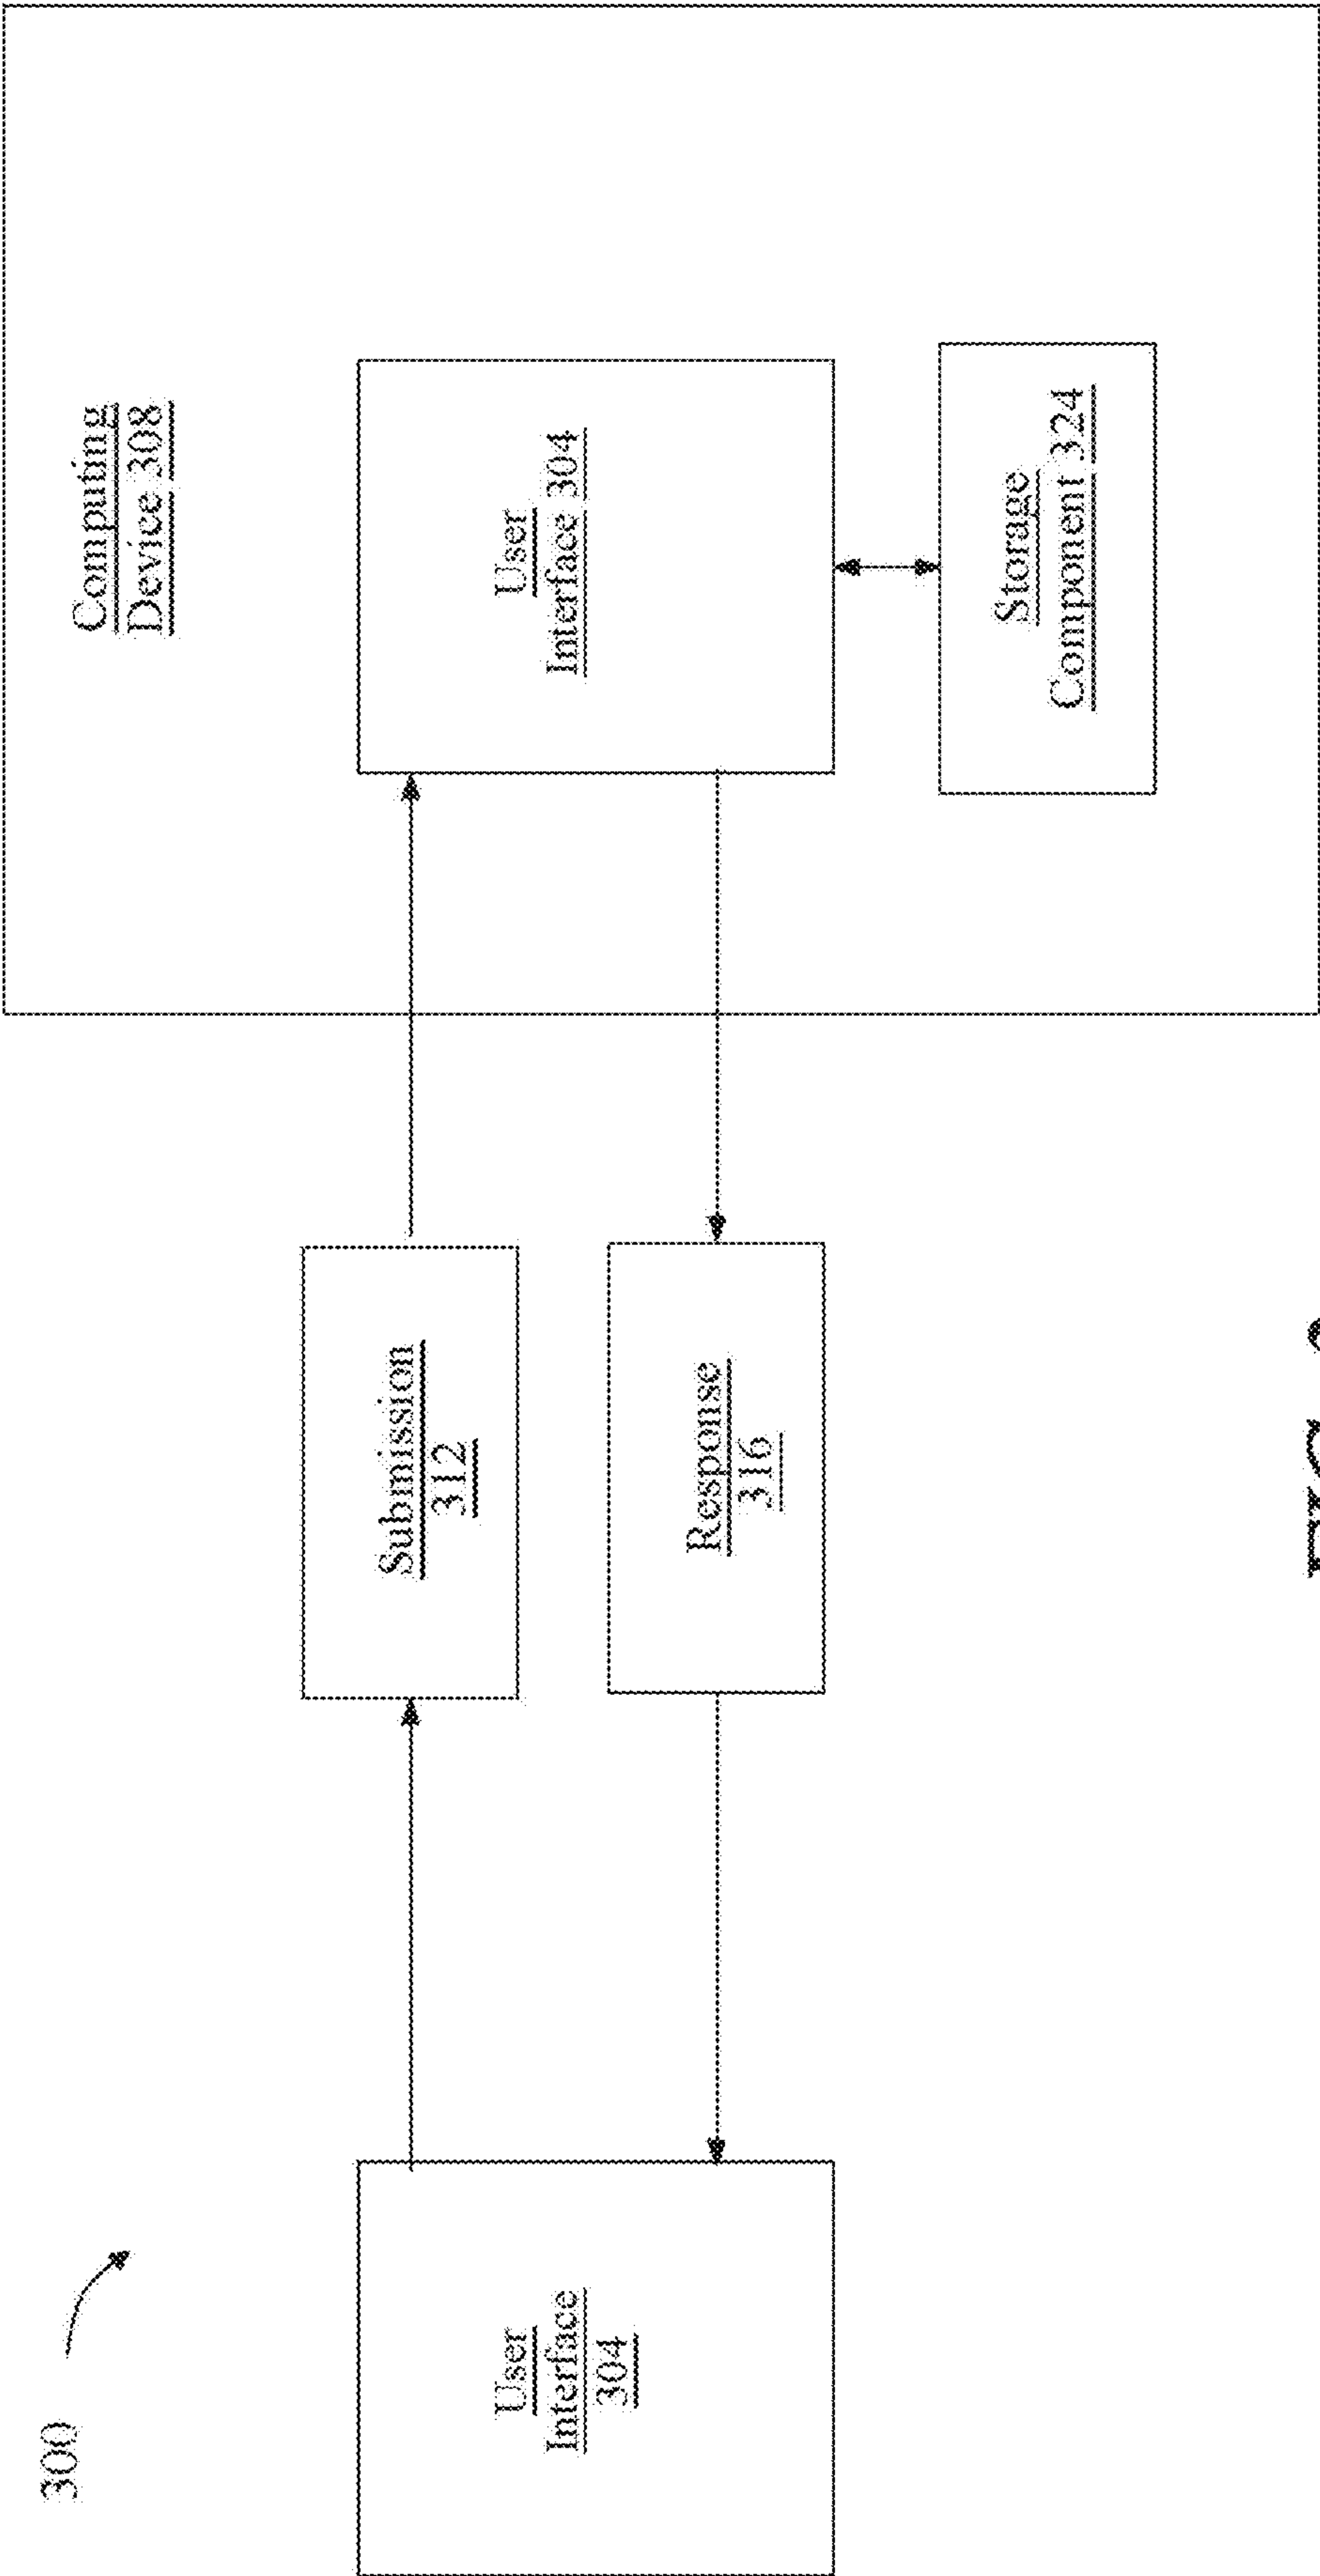 300
User
Interface
304
Submission
312
Response
316
Computing
Device 308
User
Interface 304
Storage
Component 324